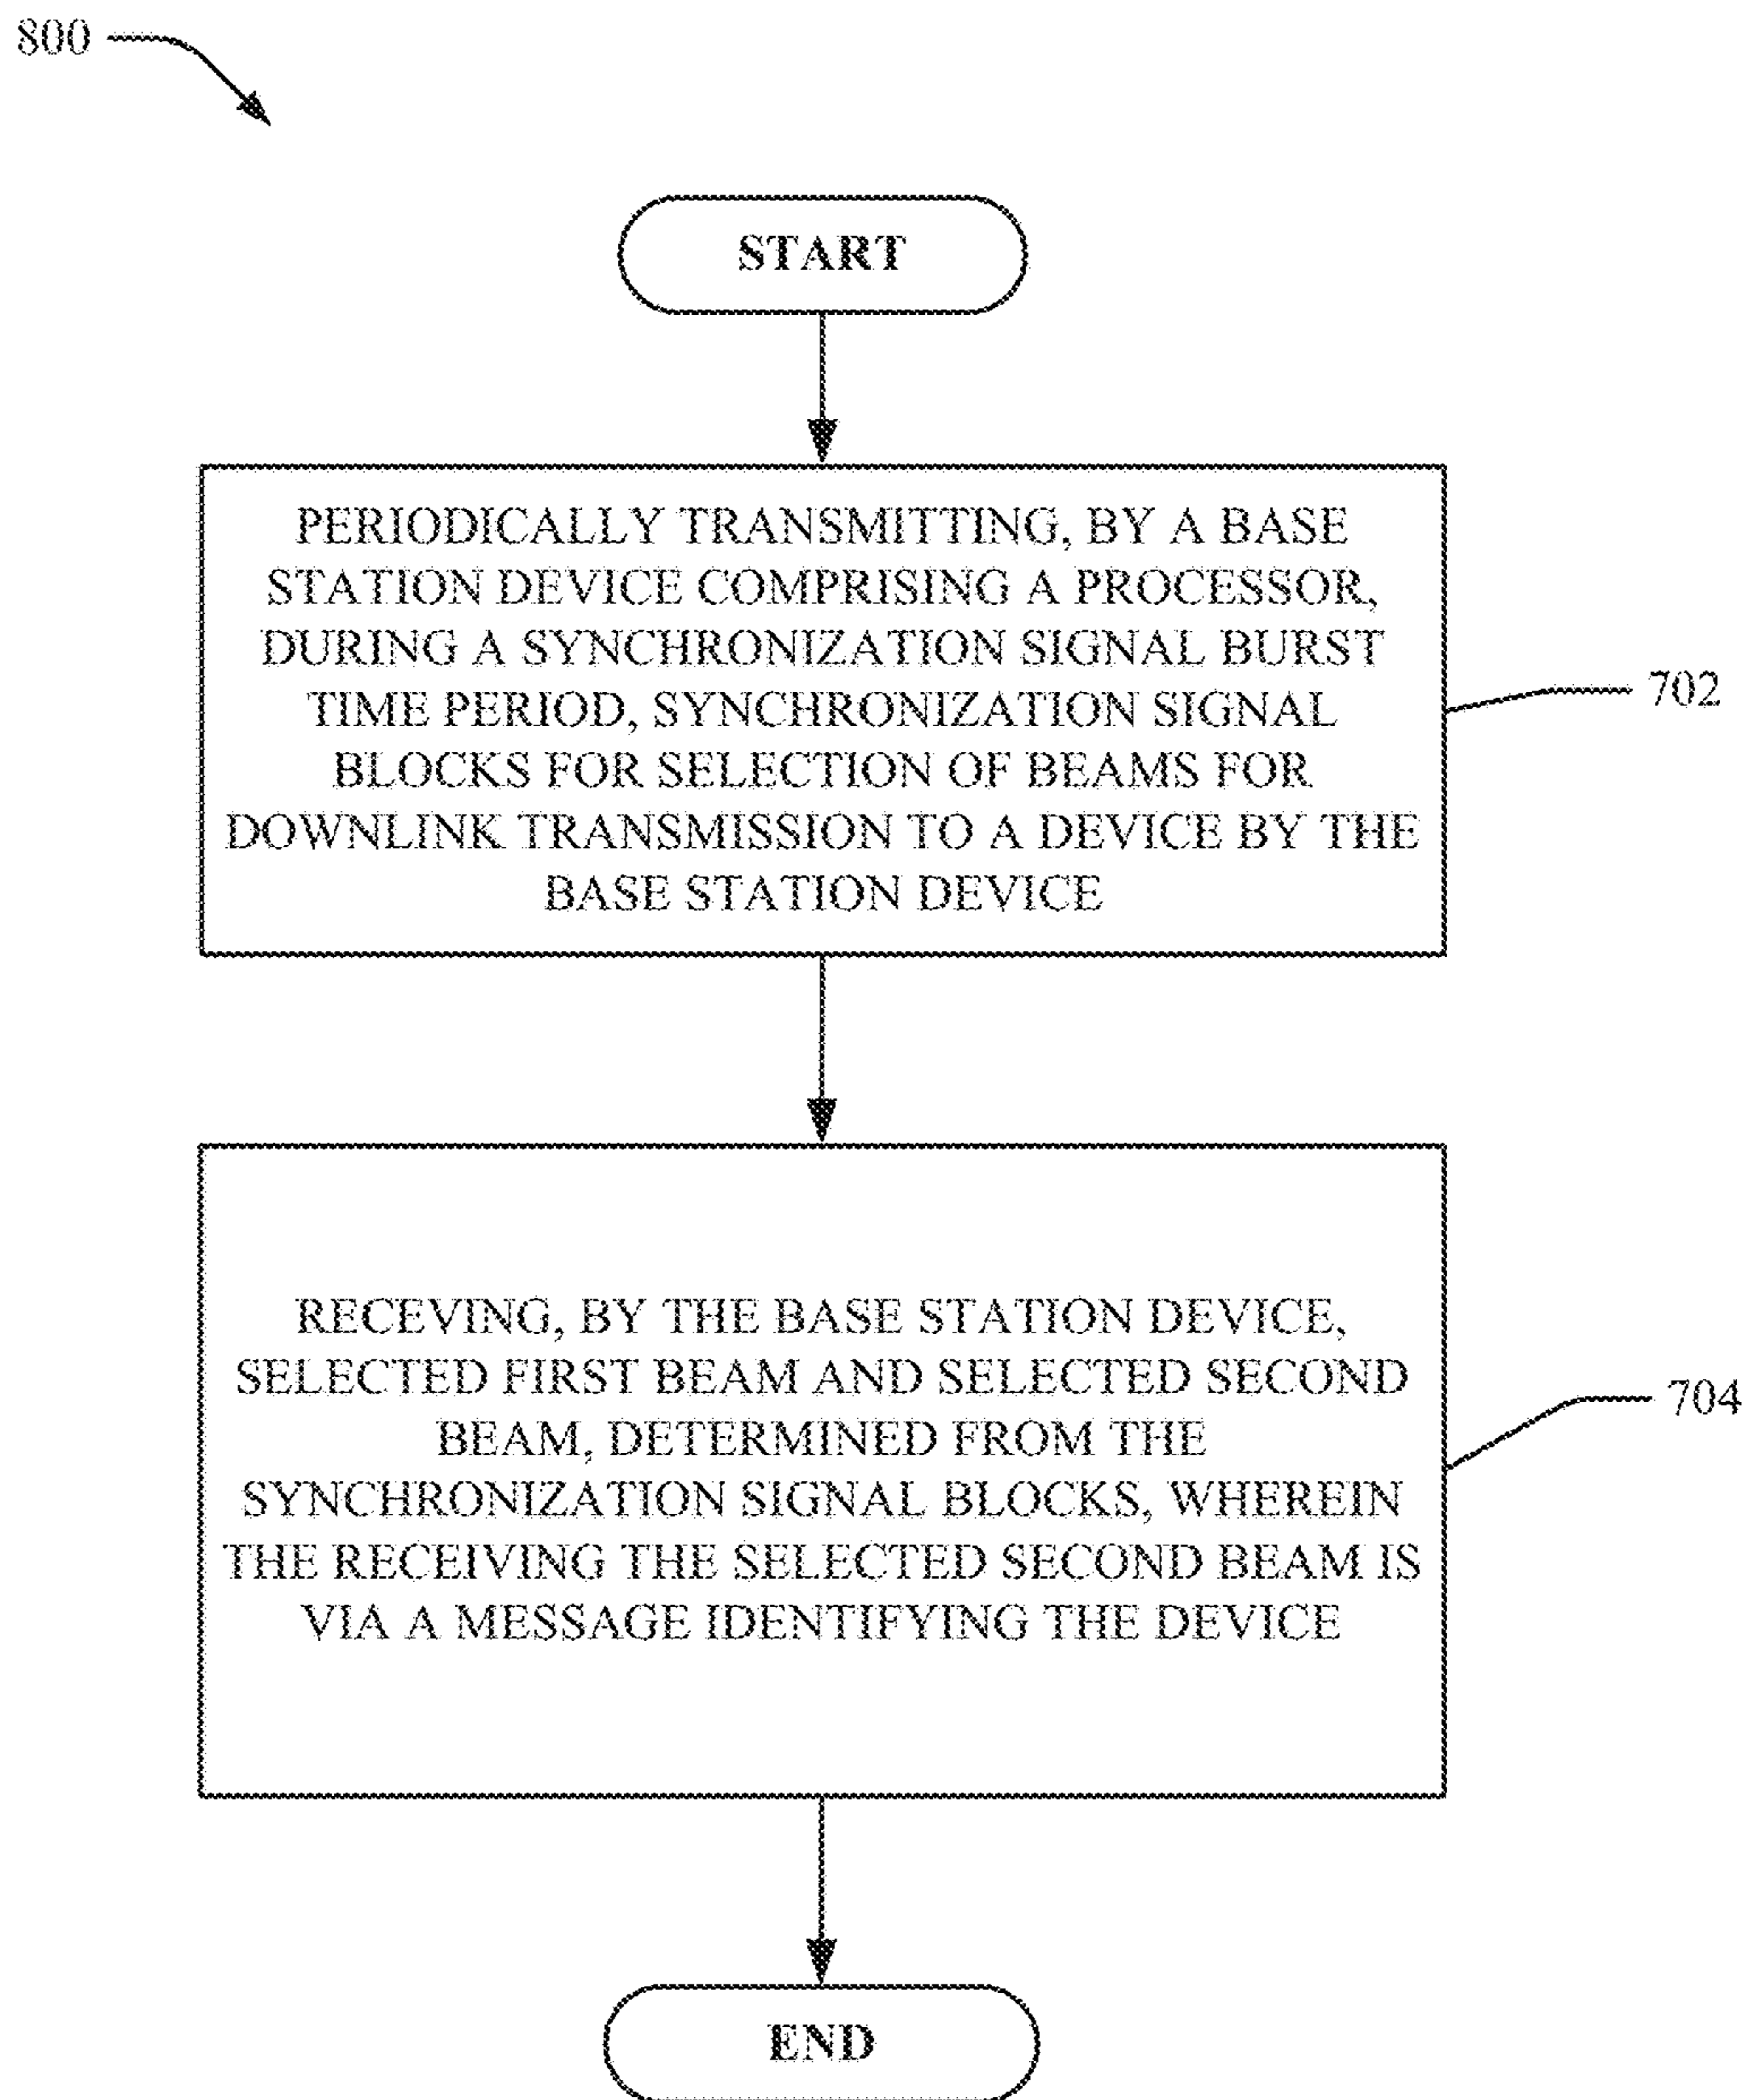 800
START
PERIODICALLY TRANSMITTING, BY A BASE
STATION DEVICE COMPRISING A PROCESSOR,
DURING A SYNCHRONIZATION SIGNAL BURST
TIME PERIOD, SYNCHRONIZATION SIGNAL
BLOCKS FOR SELECTION OF BEAMS FOR
DOWNLINK TRANSMISSION TO A DEVICE BY THE
BASE STATION DEVICE
702
RECEVING, BY THE BASE STATION DEVICE,
SELECTED FIRST BEAM AND SELECTED SECOND
BEAM, DETERMINED FROM THE
SYNCHRONIZATION SIGNAL BLOCKS, WHEREIN
THE RECEIVING THE SELECTED SECOND BEAM IS
VIA A MESSAGE IDENTIFYING THE DEVICE
704
END